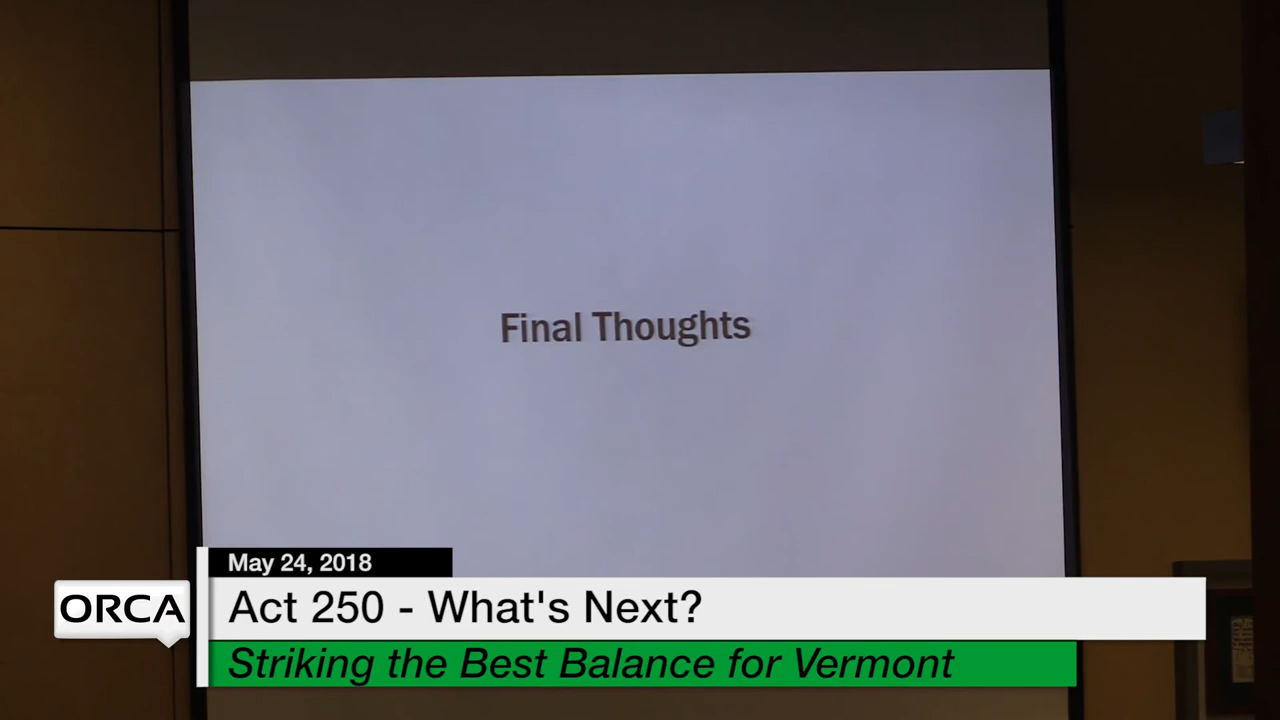 Final Thoughts
May 24, 2018
ORCA
Act 250 - What's Next?
Striking the Best Balance for Vermont